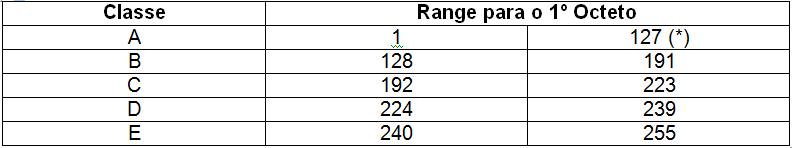 Classe Range para o 1º Octeto
A 1 127 (*)
B 128 191
C 192 223
D 224 239
E 240 255